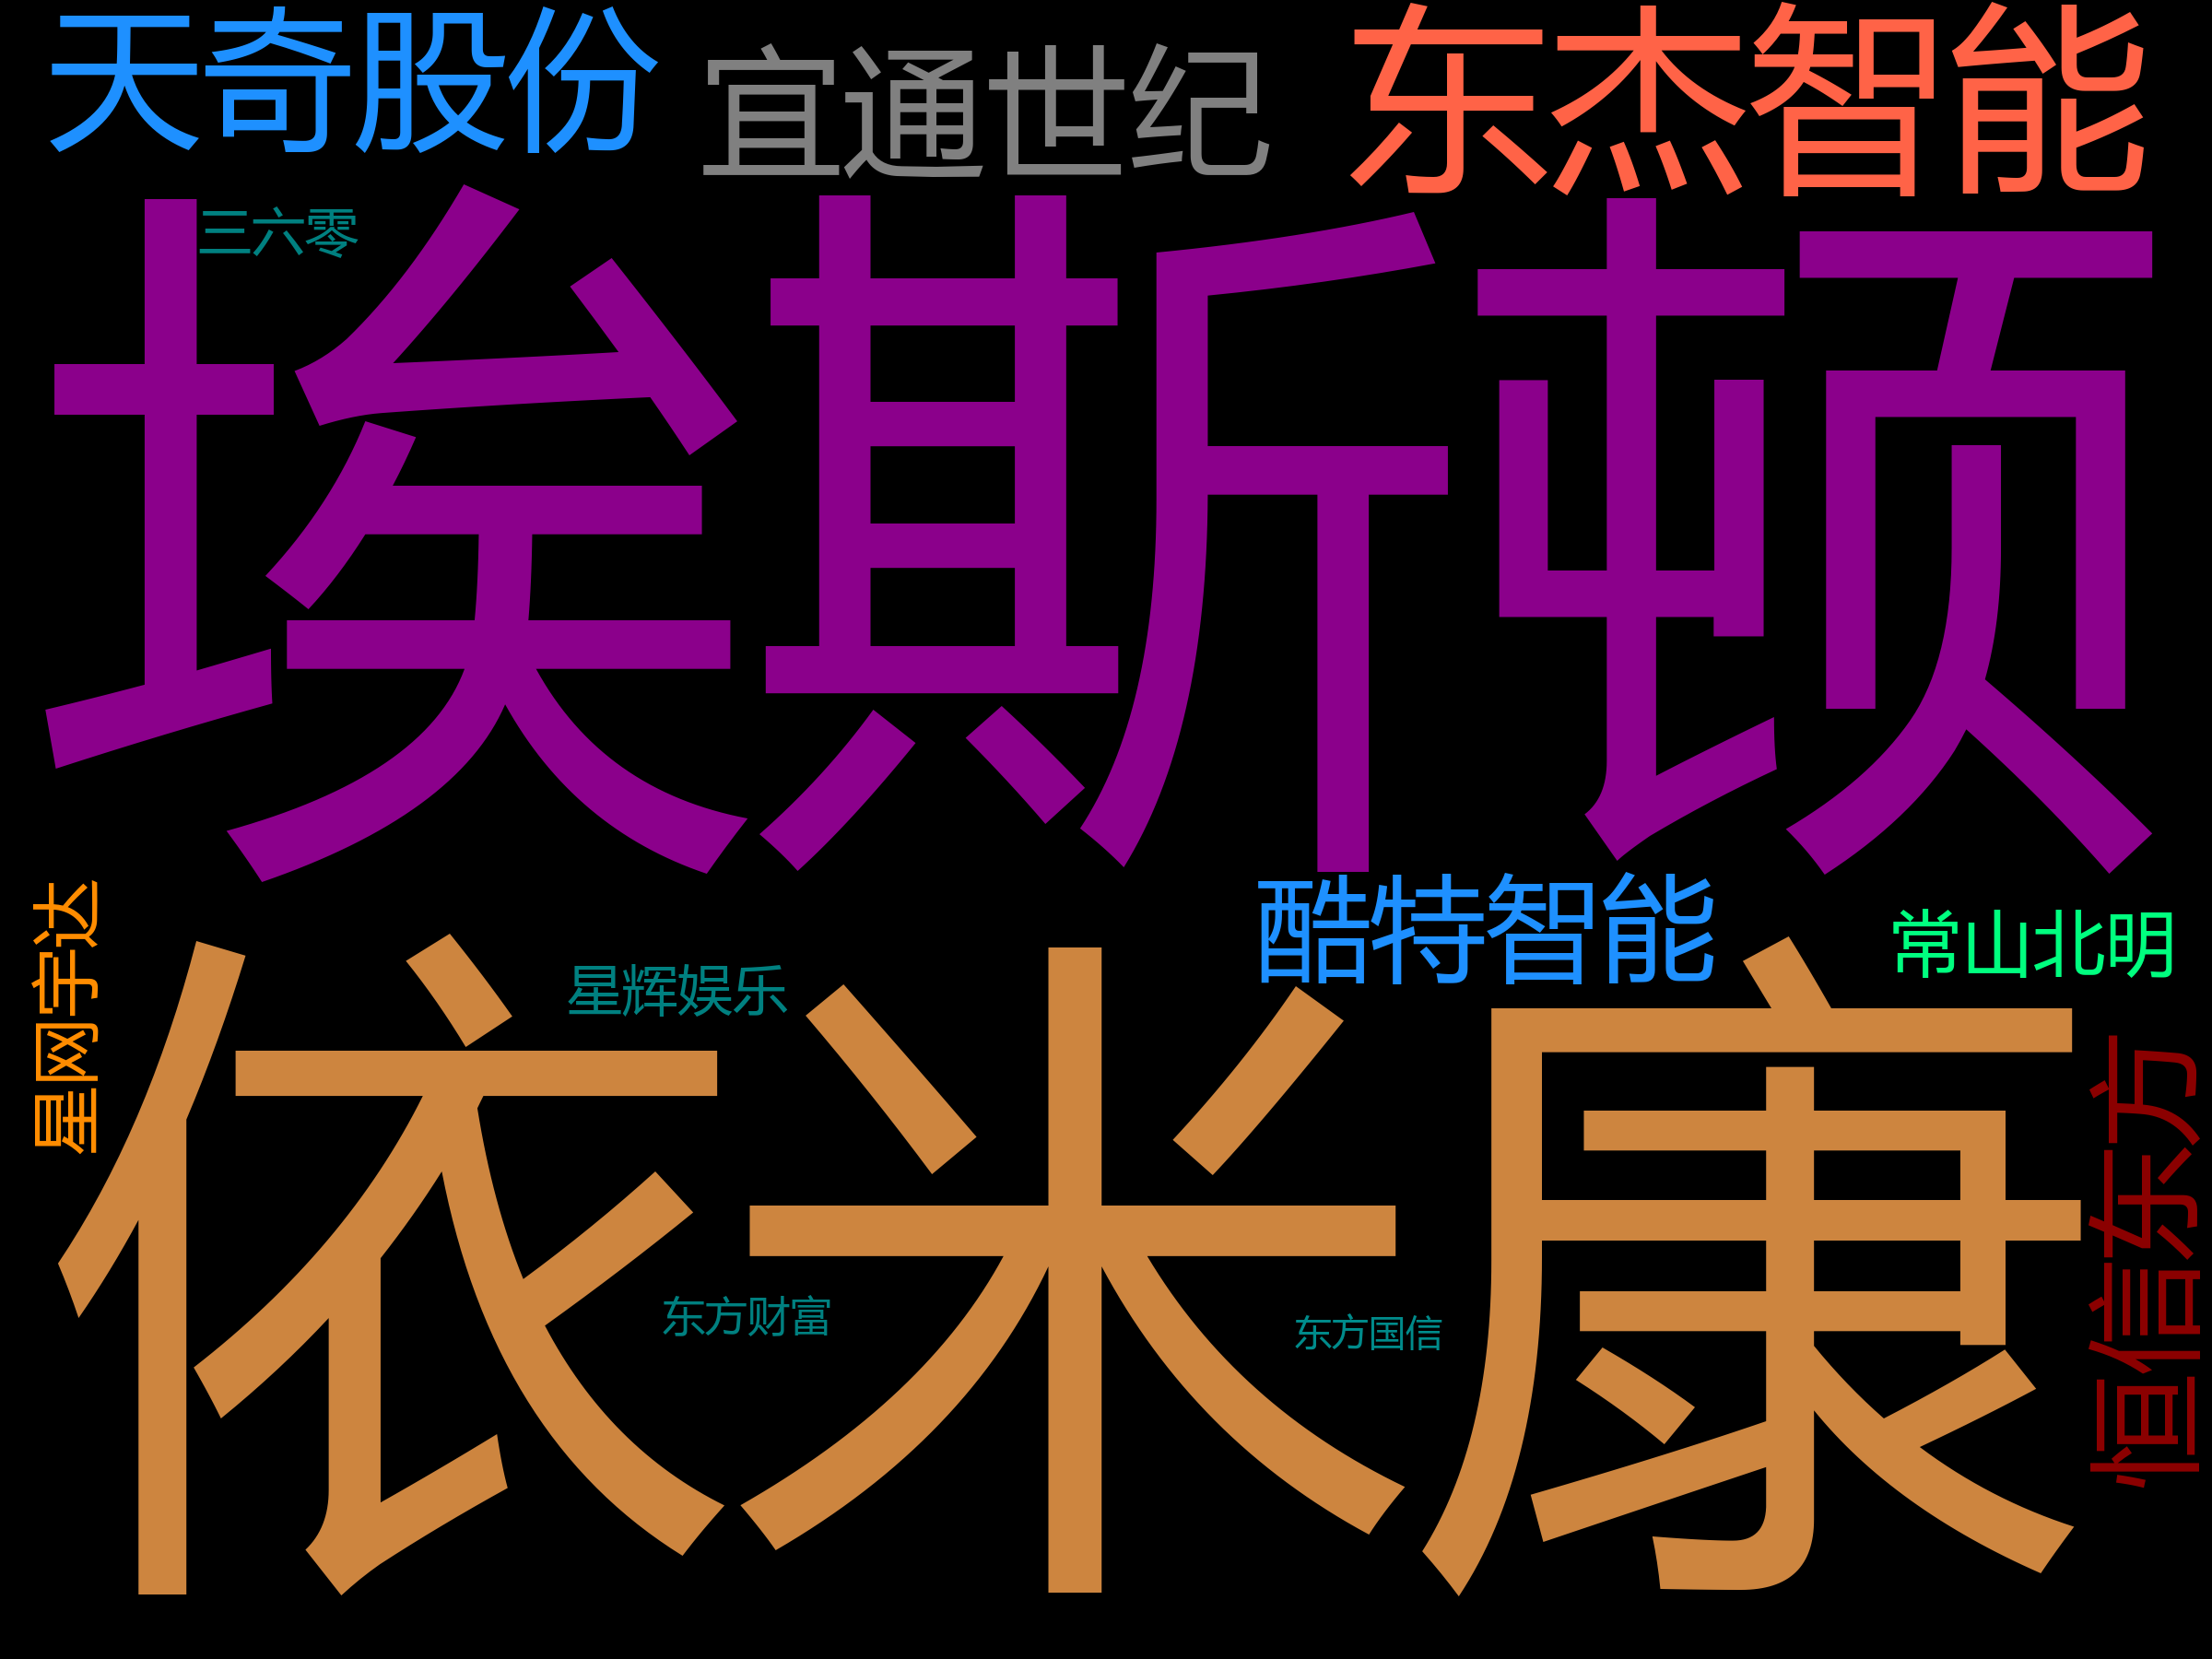 天奇股份
宜通世纪
东杰智能
三六零
埃斯顿
酷特智能
常山北明
星网宇达
星辉娱乐
依米康
东方财富
东方国信
恒信东方